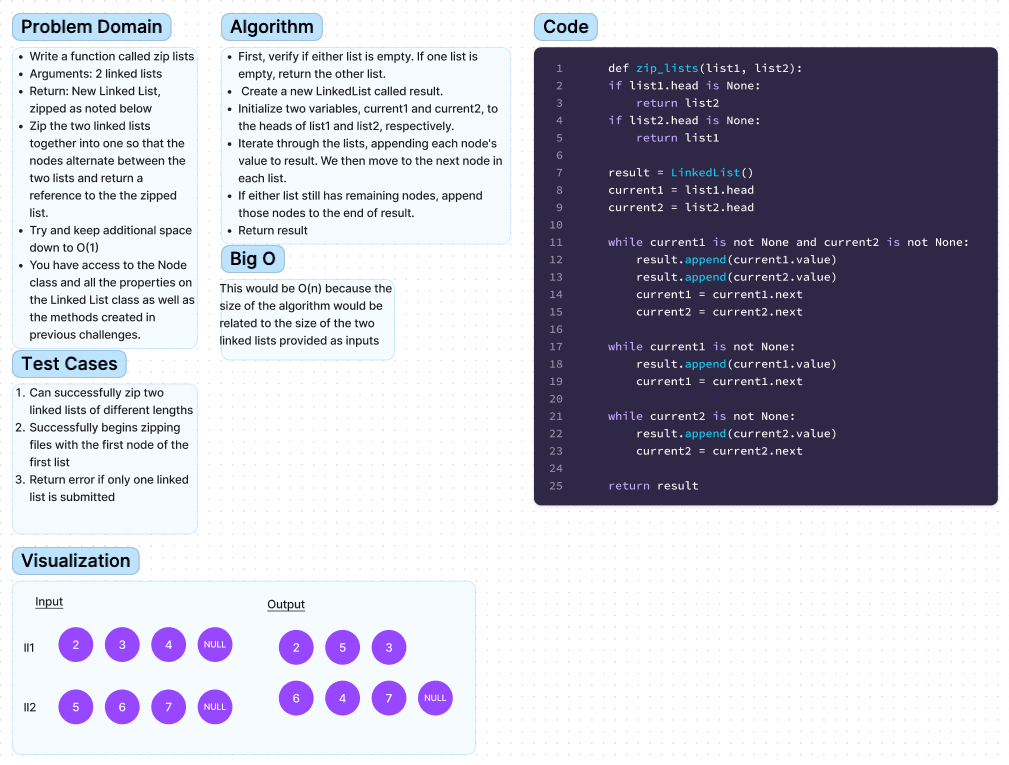 Problem Domain
• Write a function called zip lists
• Arguments: 2 linked lists
• Return: New Linked List,
zipped as noted below
• Zip the two linked lists
together into one so that the
nodes alternate between the
two lists and return a
reference to the the zipped
list.
• Try and keep additional space
down to O(1)
• You have access to the Node
class and all the properties on
the Linked List class as well as
the methods created in
previous challenges.
Test Cases
1. Can successfully zip two
linked lists of different lengths
2. Successfully begins zipping
files with the first node of the
first list
3. Return error if only one linked
list is submitted
Algorithm
• First, verify if either list is empty. If one list is
empty, return the other list.
• Create a new LinkedList called result.
• Initialize two variables, current1 and current2, to
the heads of list1 and list2, respectively.
• Iterate through the lists, appending each node's
value to result. We then move to the next node in
each list.
• If either list still has remaining nodes, append
those nodes to the end of result.
• Return result
Big O
This would be O(n) because the
size of the algorithm would be
related to the size of the two
linked lists provided as inputs
Code
1 def zip_lists(list1, list2):
2 if list1.head is None:
3 return list2
4 if list2.head is None:
5 return list1
6
7 result = LinkedList()
8 current1 = list1.head
9 current2 = list2.head
10
11 while current1 is not None and current2 is not None:
12 result.append(current1.value)
13 result.append(current2.value)
14 current1 = current1.next
15 current2 = current2.next
16
17 while current1 is not None:
18 result.append(current1.value)
19 current1 = current1.next
20
21 while current2 is not None:
22 result.append(current2.value)
23 current2 = current2.next
24
25 return result
Visualization
Input
ll1 2 3 4 NULL
ll2 5 6 7 NULL
Output
2 5 3
6 4 7 NULL